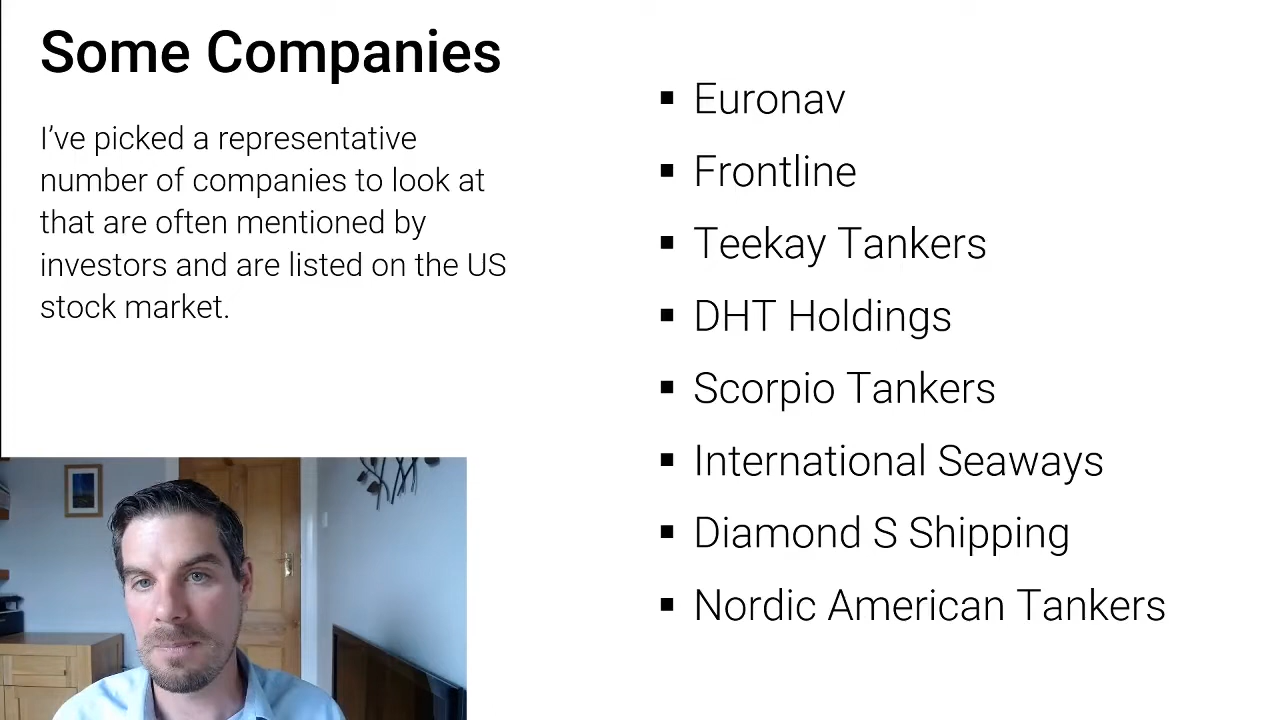 Some Companies
I’ve picked a representative
number of companies to look at
that are often mentioned by
investors and are listed on the US
stock market.
▪ Euronav
▪ Frontline
▪ Teekay Tankers
▪ DHT Holdings
▪ Scorpio Tankers
▪ International Seaways
▪ Diamond S Shipping
▪ Nordic American Tankers